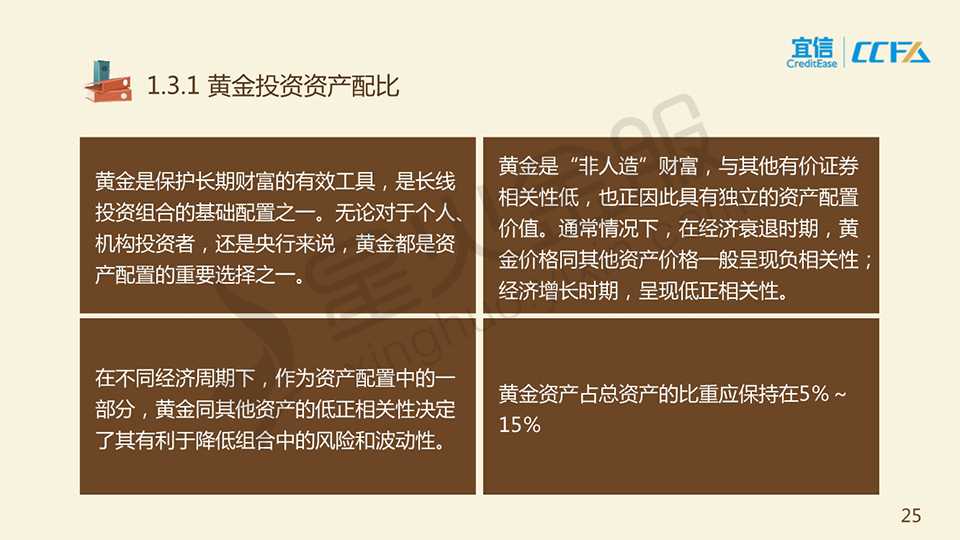 宜信
CreditEase
CCFA
1.3.1 黄金投资资产配比
黄金是保护长期财富的有效工具，是长线
投资组合的基础配置之一。无论对于个人、
机构投资者，还是央行来说，黄金都是资
产配置的重要选择之一。
黄金是“非人造”财富，与其他有价证券
相关性低，也正因此具有独立的资产配置
价值。通常情况下，在经济衰退时期，黄
金价格同其他资产价格一般呈现负相关性；
经济增长时期，呈现低正相关性。
在不同经济周期下，作为资产配置中的一
部分，黄金同其他资产的低正相关性决定
了其有利于降低组合中的风险和波动性。
黄金资产占总资产的比重应保持在5%～
15%
星火金服
25